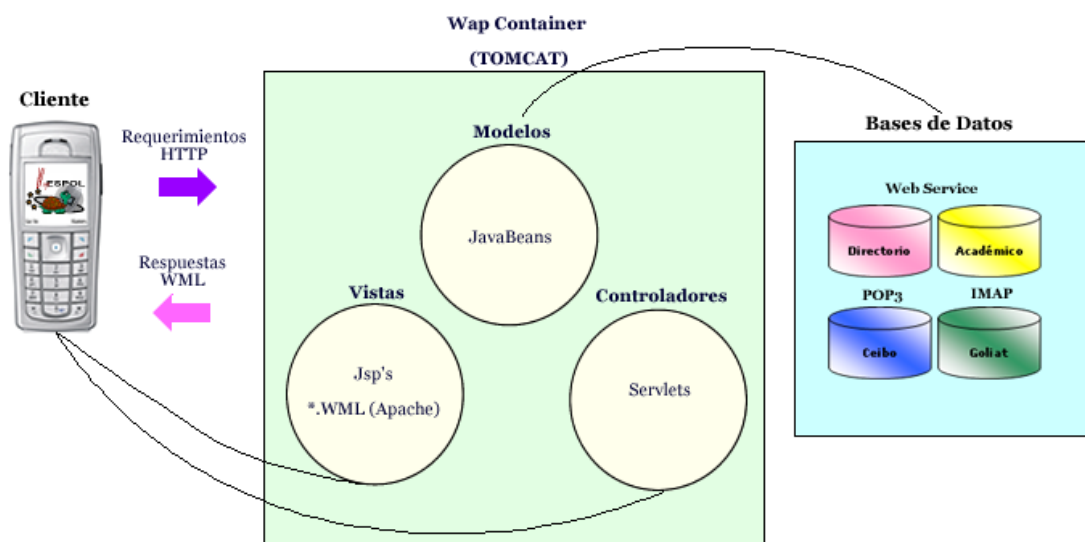 Wap Container
(TOMCAT)
Cliente
Requerimientos
HTTP
ESPOL
Respuestas
WML
Modelos
JavaBeans
Vistas
Jsp's
*.WML (Apache)
Controladores
Servlets
Bases de Datos
Web Service
Directorio
Académico
POP3
IMAP
Ceibo
Goliat